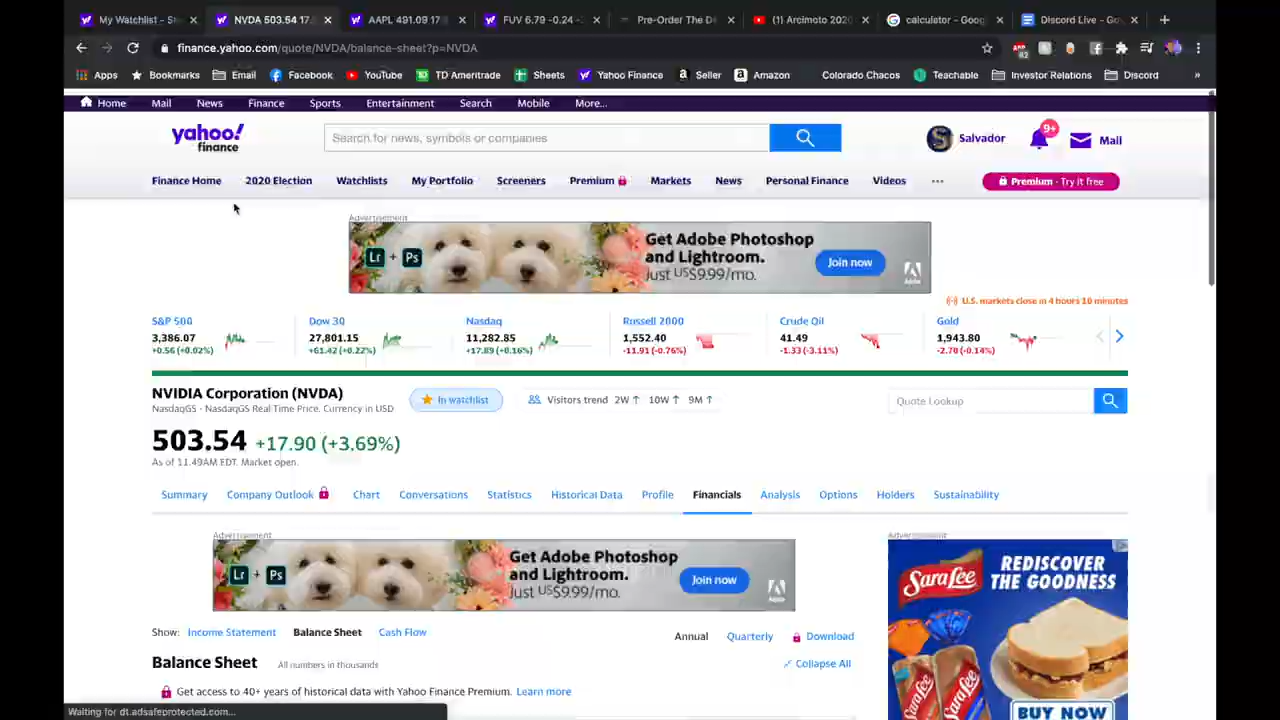 My Watchlist - S
NVDA 503.54 17.
AAPL 491.09 17
FUV 6.79 -0.24 -
Pre-Order The D
(1) Arcimoto 2020
calculator - Goog
Discord Live - Go
finance.yahoo.com/quote/NVDA/balance-sheet?p=NVDA
Apps
Bookmarks
Email
Facebook
YouTube
TD Ameritrade
Sheets
Yahoo Finance
Seller
Amazon
Colorado Chacos
Teachable
Investor Relations
Discord
»
Home Mail News Finance Sports Entertainment Search Mobile More...
yahoo!
finance
Search for news, symbols or companies
Salvador
9+
Mail
Finance Home 2020 Election Watchlists My Portfolio Screeners Premium Markets News Personal Finance Videos ...
Premium - Try it free
Advertisement
Lr + Ps
Get Adobe Photoshop
and Lightroom.
Just US$9.99/mo.
Join now
Adobe
U.S. markets close in 4 hours 10 minutes
S&P 500
3,386.07
+0.56 (+0.02%)
Dow 30
27,801.15
+61.42 (+0.22%)
Nasdaq
11,282.85
+17.89 (+0.16%)
Russell 2000
1,552.40
-11.91 (-0.76%)
Crude Oil
41.49
-1.33 (-3.11%)
Gold
1,943.80
-2.70 (-0.14%)
NVIDIA Corporation (NVDA)
NasdaqGS - NasdaqGS Real Time Price. Currency in USD
In watchlist
Visitors trend 2W ↑ 10W ↑ 9M ↑
Quote Lookup
503.54 +17.90 (+3.69%)
As of 11:49AM EDT. Market open.
Summary Company Outlook Chart Conversations Statistics Historical Data Profile Financials Analysis Options Holders Sustainability
Advertisement
Lr + Ps
Get Adobe Photoshop
and Lightroom.
Just US$9.99/mo.
Join now
Adobe
Advertisement
Sara Lee
REDISCOVER
THE GOODNESS
Sara Lee
BUY NOW
Show: Income Statement Balance Sheet Cash Flow
Annual Quarterly Download
Balance Sheet All numbers in thousands
Collapse All
Get access to 40+ years of historical data with Yahoo Finance Premium. Learn more
Waiting for dt.adsafeprotected.com...